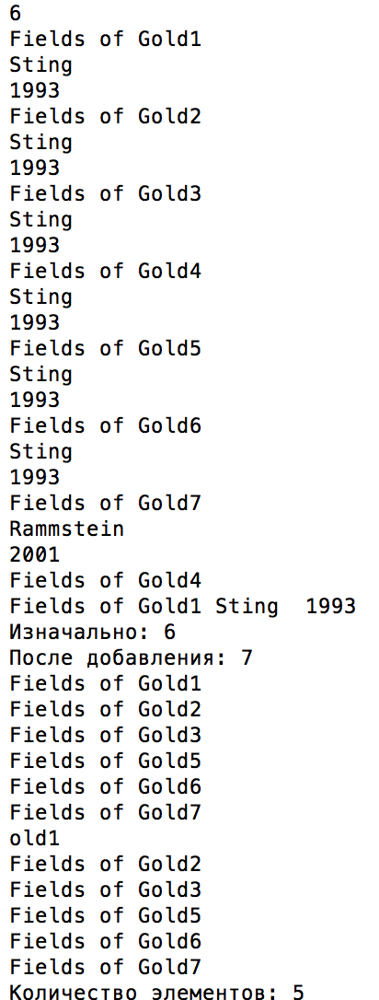 6
Fields of Gold1
Sting
1993
Fields of Gold2
Sting
1993
Fields of Gold3
Sting
1993
Fields of Gold4
Sting
1993
Fields of Gold5
Sting
1993
Fields of Gold6
Sting
1993
Fields of Gold7
Rammstein
2001
Fields of Gold4
Fields of Gold1 Sting  1993
Изначально: 6
После добавления: 7
Fields of Gold1
Fields of Gold2
Fields of Gold3
Fields of Gold5
Fields of Gold6
Fields of Gold7
old1
Fields of Gold2
Fields of Gold3
Fields of Gold5
Fields of Gold6
Fields of Gold7
Количество элементов: 5